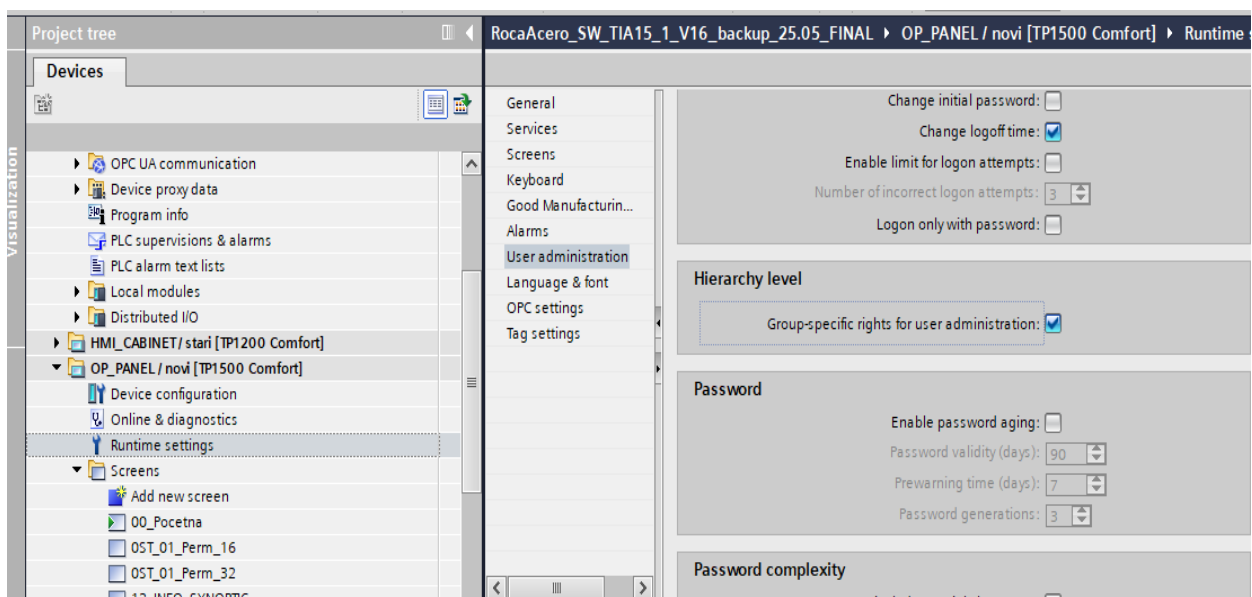 Project tree
RocaAcero_SW_TIA15_1_V16_backup_25.05_FINAL ▸ OP_PANEL / novi [TP1500 Comfort] ▸ Runtime
Devices
Visualization
OPC UA communication
Device proxy data
Program info
PLC supervisions & alarms
PLC alarm text lists
Local modules
Distributed I/O
HMI_CABINET / stari [TP1200 Comfort]
OP_PANEL / novi [TP1500 Comfort]
Device configuration
Online & diagnostics
Runtime settings
Screens
Add new screen
00_Pocetna
0ST_01_Perm_16
0ST_01_Perm_32
General
Services
Screens
Keyboard
Good Manufacturin...
Alarms
User administration
Language & font
OPC settings
Tag settings
Change initial password:
Change logoff time:
Enable limit for logon attempts:
Number of incorrect logon attempts: 3
Logon only with password:
Hierarchy level
Group-specific rights for user administration:
Password
Enable password aging:
Password validity (days): 90
Prewarning time (days): 7
Password generations: 3
Password complexity